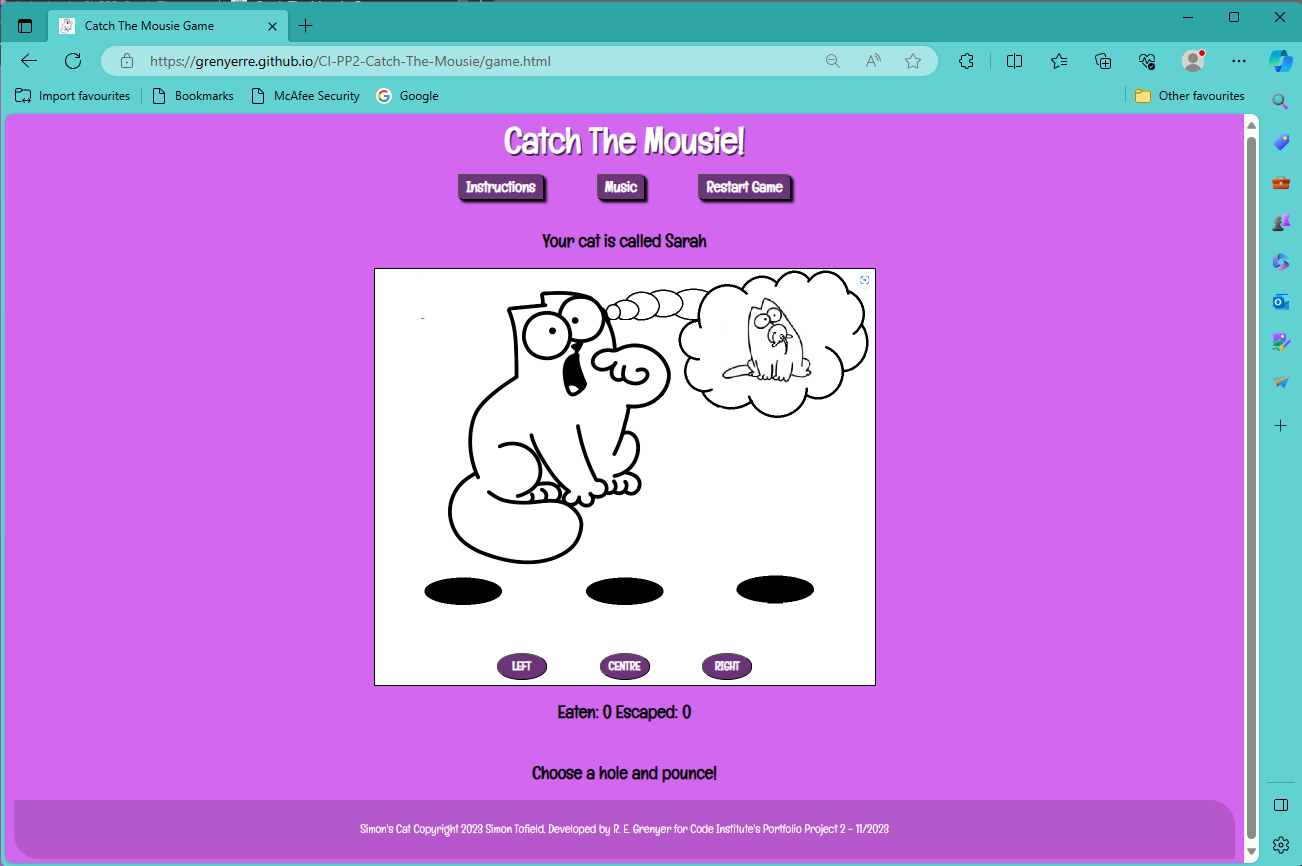 Catch The Mousie Game
https://grenyerre.github.io/CI-PP2-Catch-The-Mousie/game.html
Import favourites Bookmarks McAfee Security Google Other favourites
Catch The Mousie!
Instructions Music Restart Game
Your cat is called Sarah
LEFT CENTRE RIGHT
Eaten: 0 Escaped: 0
Choose a hole and pounce!
Simon's Cat Copyright 2023 Simon Tofield. Developed by R. E. Grenyer for Code Institute's Portfolio Project 2 - 11/2023